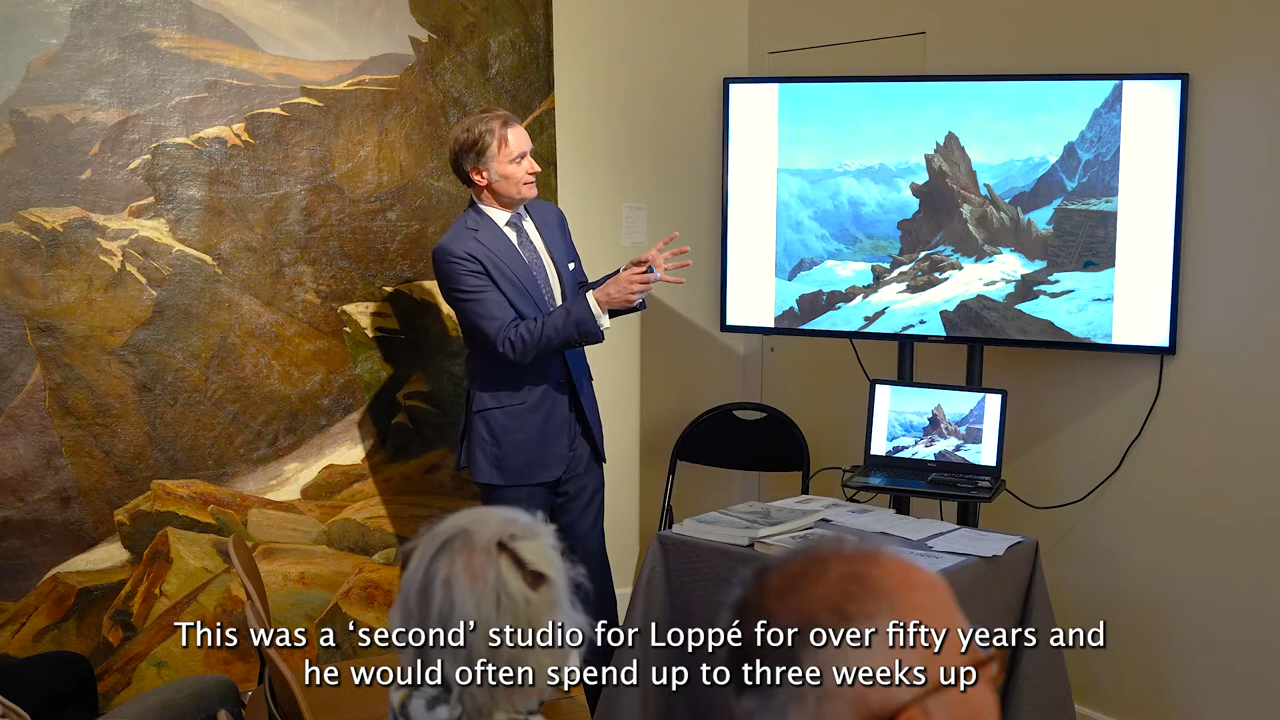 This was a ‘second’ studio for Loppé for over fifty years and
he would often spend up to three weeks up